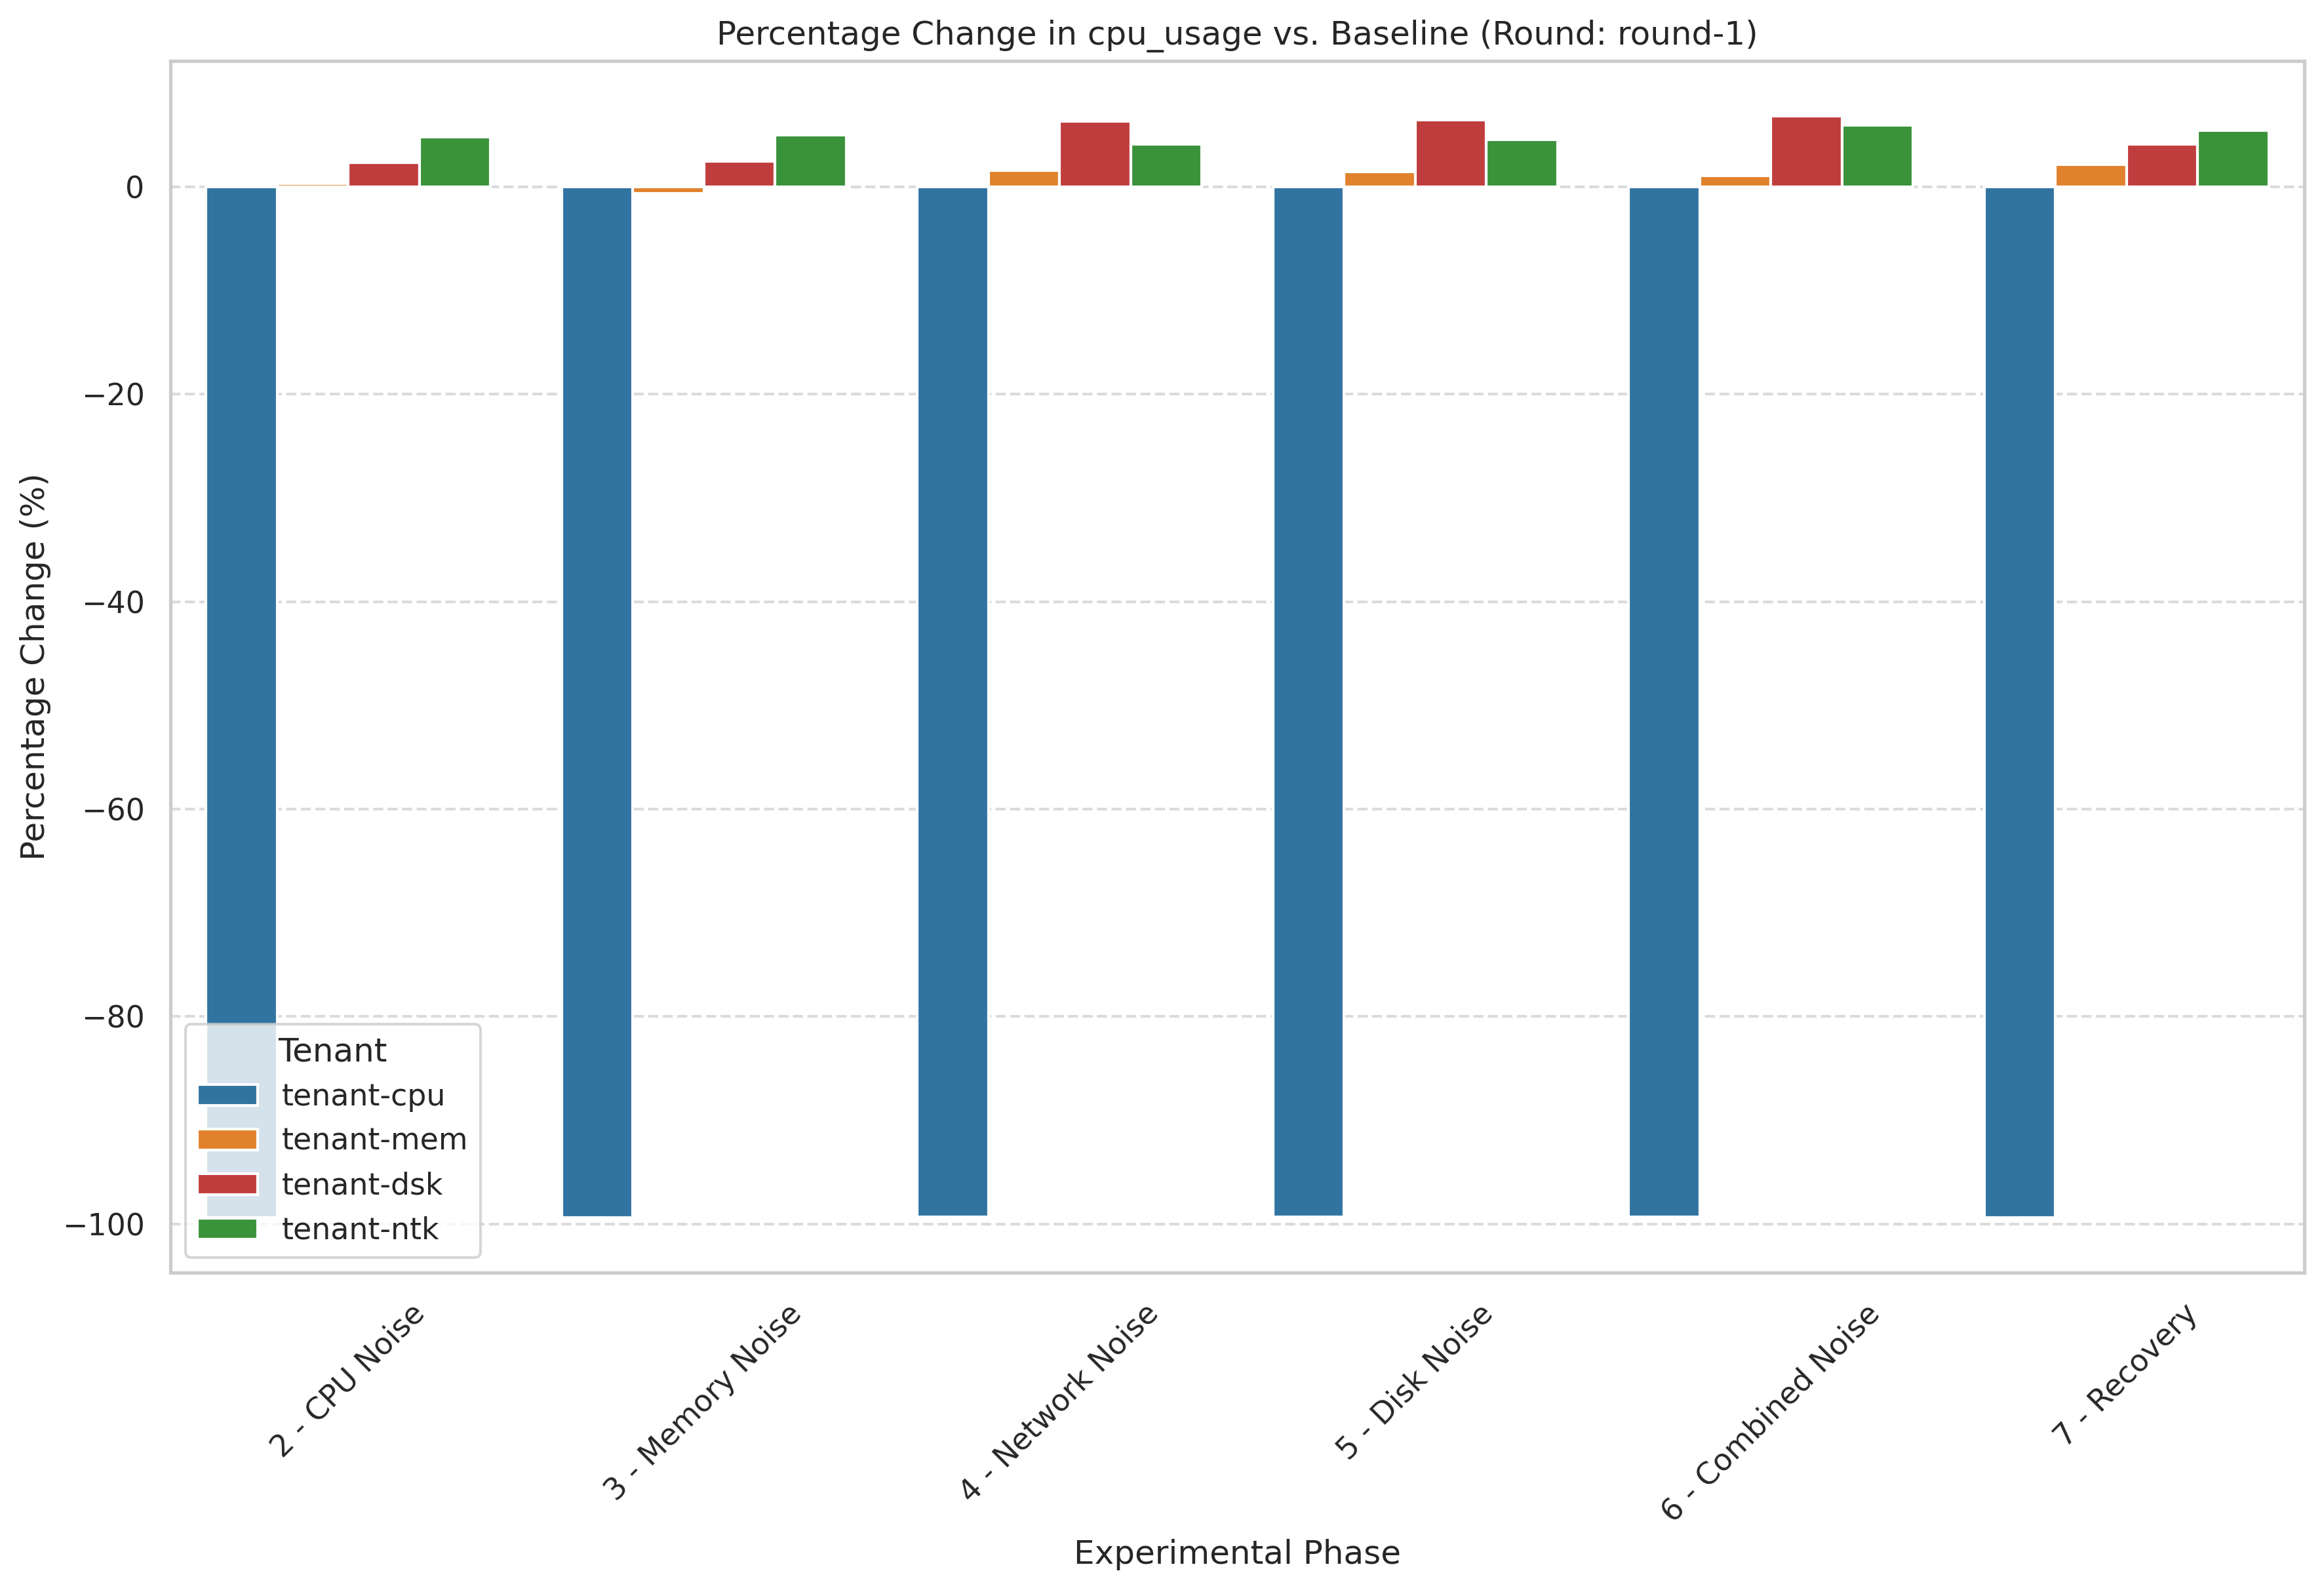 Percentage Change in cpu_usage vs. Baseline (Round: round-1)
Percentage Change (%)
0
−20
−40
−60
−80
−100
Tenant
tenant-cpu
tenant-mem
tenant-dsk
tenant-ntk
2 - CPU Noise
3 - Memory Noise
4 - Network Noise
5 - Disk Noise
6 - Combined Noise
7 - Recovery
Experimental Phase